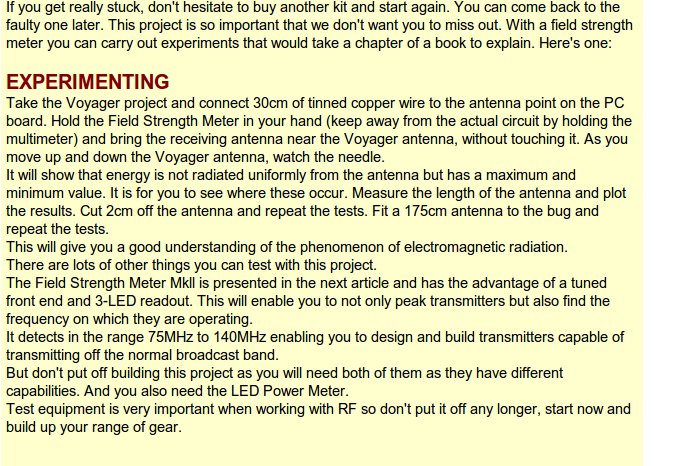 If you get really stuck, don't hesitate to buy another kit and start again. You can come back to the
faulty one later. This project is so important that we don't want you to miss out. With a field strength
meter you can carry out experiments that would take a chapter of a book to explain. Here's one:
EXPERIMENTING
Take the Voyager project and connect 30cm of tinned copper wire to the antenna point on the PC
board. Hold the Field Strength Meter in your hand (keep away from the actual circuit by holding the
multimeter) and bring the receiving antenna near the Voyager antenna, without touching it. As you
move up and down the Voyager antenna, watch the needle.
It will show that energy is not radiated uniformly from the antenna but has a maximum and
minimum value. It is for you to see where these occur. Measure the length of the antenna and plot
the results. Cut 2cm off the antenna and repeat the tests. Fit a 175cm antenna to the bug and
repeat the tests.
This will give you a good understanding of the phenomenon of electromagnetic radiation.
There are lots of other things you can test with this project.
The Field Strength Meter MkII is presented in the next article and has the advantage of a tuned
front end and 3-LED readout. This will enable you to not only peak transmitters but also find the
frequency on which they are operating.
It detects in the range 75MHz to 140MHz enabling you to design and build transmitters capable of
transmitting off the normal broadcast band.
But don't put off building this project as you will need both of them as they have different
capabilities. And you also need the LED Power Meter.
Test equipment is very important when working with RF so don't put it off any longer, start now and
build up your range of gear.